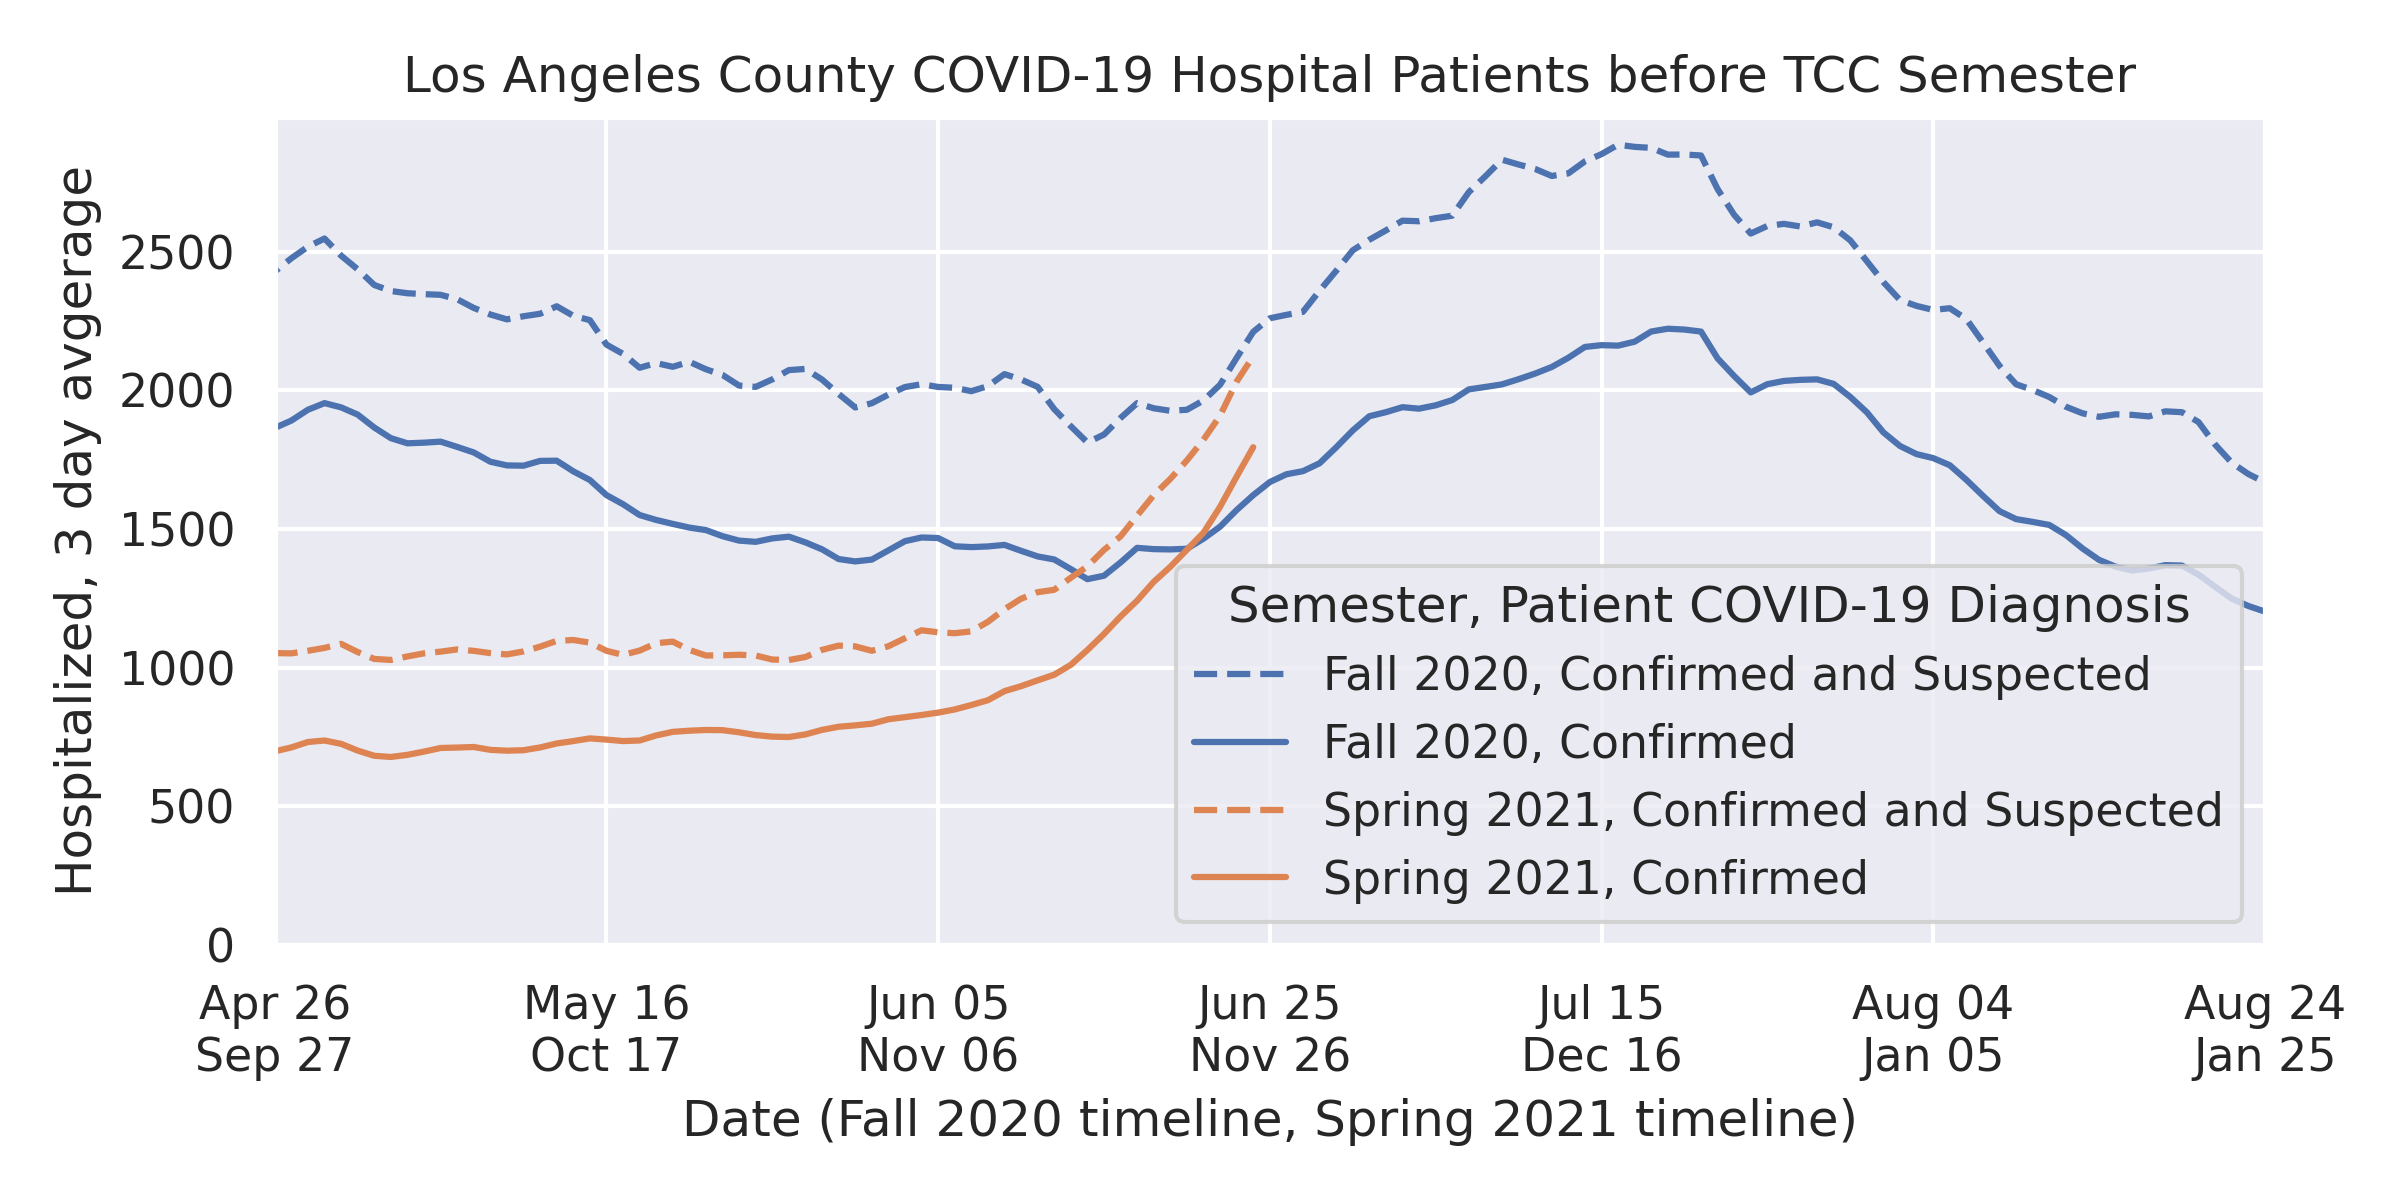 Los Angeles County COVID-19 Hospital Patients before TCC Semester
Hospitalized, 3 day avgerage
2500
2000
1500
1000
500
0
Semester, Patient COVID-19 Diagnosis
Fall 2020, Confirmed and Suspected
Fall 2020, Confirmed
Spring 2021, Confirmed and Suspected
Spring 2021, Confirmed
Apr 26 May 16 Jun 05 Jun 25 Jul 15 Aug 04 Aug 24
Sep 27 Oct 17 Nov 06 Nov 26 Dec 16 Jan 05 Jan 25
Date (Fall 2020 timeline, Spring 2021 timeline)